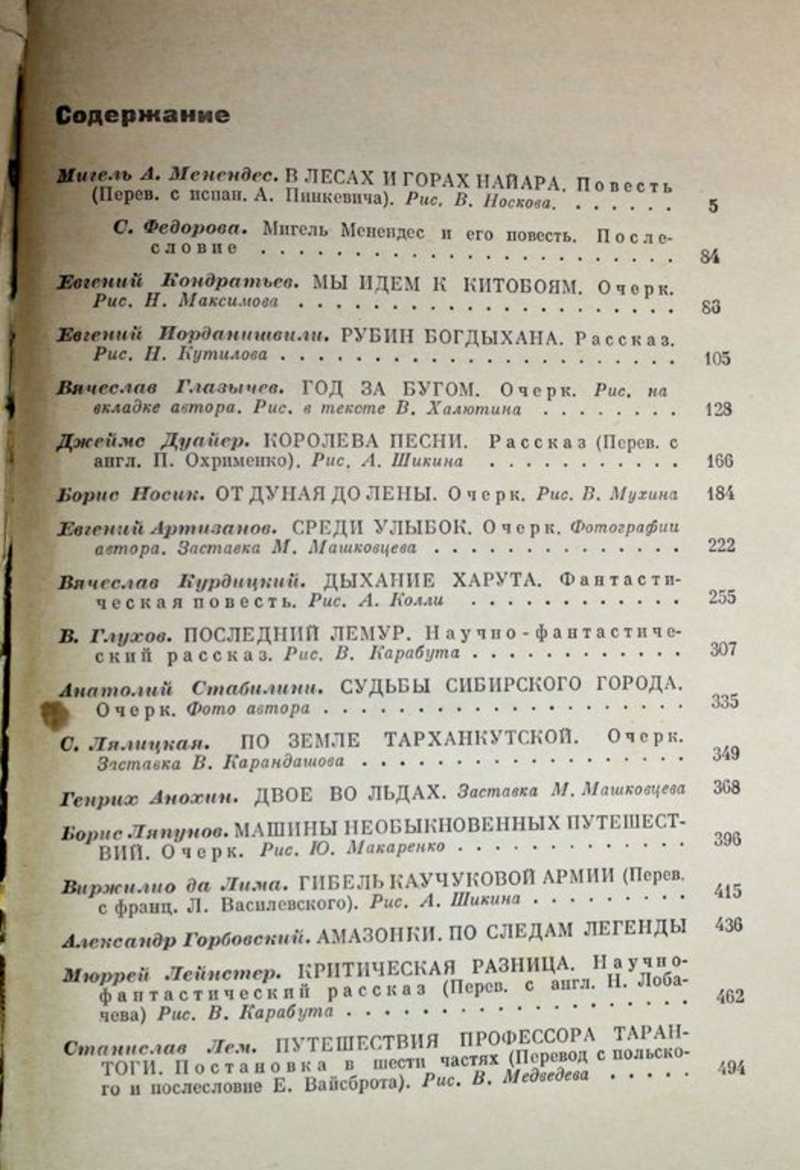 Содержание
Мигель А. Менендес. В ЛЕСАХ И ГОРАХ НАЙАРА. Повесть
(Перев. с испан. А. Пинкевича). Рис. В. Носкова. . . . . . . 5
С. Федорова. Мигель Менендес и его повесть. После-
словие . . . . . . . . . . . . . . . . . . . . . . 84
Евгений Кондратьев. МЫ ИДЕМ К КИТОБОЯМ. Очерк.
Рис. Н. Максимова . . . . . . . . . . . . . . . . . . . .
Евгений Иорданишвили. РУБИН БОГДЫХАНА. Рассказ.
Рис. Н. Кутилова . . . . . . . . . . . . . . . . . . . . 105
Вячеслав Глазычев. ГОД ЗА БУГОМ. Очерк. Рис. на
вкладке автора. Рис. в тексте В. Халютина . . . . . . . . 128
Джеймс Дуайер. КОРОЛЕВА ПЕСНИ. Рассказ (Перев. с
англ. П. Охрименко). Рис. А. Шикина . . . . . . . . . . . 166
Борис Носик. ОТ ДУНАЯ ДО ЛЕНЫ. Очерк. Рис. В. Мухина 184
Евгений Артизанов. СРЕДИ УЛЫБОК. Очерк. Фотографии
автора. Заставка М. Машковцева . . . . . . . . . . . . . . 222
Вячеслав Курдицкий. ДЫХАНИЕ ХАРУТА. Фантасти-
ческая повесть. Рис. А. Колли . . . . . . . . . . . . 255
В. Глухов. ПОСЛЕДНИЙ ЛЕМУР. Научно-фантастиче-
ский рассказ. Рис. В. Карабута . . . . . . . . . . . . 307
Анатолий Стабилини. СУДЬБЫ СИБИРСКОГО ГОРОДА.
Очерк. Фото автора . . . . . . . . . . . . . . . . . . . 335
С. Лялицкая. ПО ЗЕМЛЕ ТАРХАНКУТСКОЙ. Очерк.
Заставка В. Карандашова . . . . . . . . . . . . . . . . . 349
Генрих Анохин. ДВОЕ ВО ЛЬДАХ. Заставка М. Машковцева 368
Борис Ляпунов. МАШИНЫ НЕОБЫКНОВЕННЫХ ПУТЕШЕСТ-
ВИЙ. Очерк. Рис. Ю. Макаренко . . . . . . . . . . . . . 396
Виржилио да Лима. ГИБЕЛЬ КАУЧУКОВОЙ АРМИИ (Перев.
с франц. Л. Василевского). Рис. А. Шикина . . . . . . . . . 415
Александр Горбовский. АМАЗОНКИ. ПО СЛЕДАМ ЛЕГЕНДЫ 436
Мюррей Лейнстер. КРИТИЧЕСКАЯ РАЗНИЦА. Научно-
фантастический рассказ (Перев. с англ. Н. Лоба-
чева) Рис. В. Карабута . . . . . . . . . . . . . . . . . . 462
Станислав Лем. ПУТЕШЕСТВИЯ ПРОФЕССОРА ТАРАН-
ТОГИ. Постановка в шести частях (Перевод с польско-
го и послесловие Е. Вайсброта). Рис. В. Медведева . . . . . 494